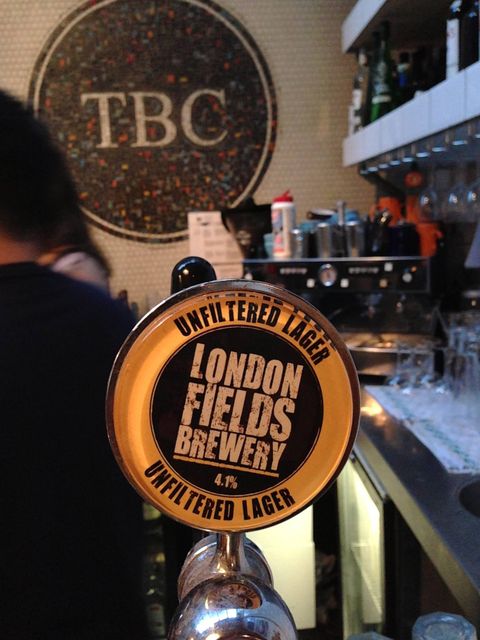 TBC
UNFILTERED LAGER
LONDON
FIELDS
BREWERY
4.1%
UNFILTERED LAGER